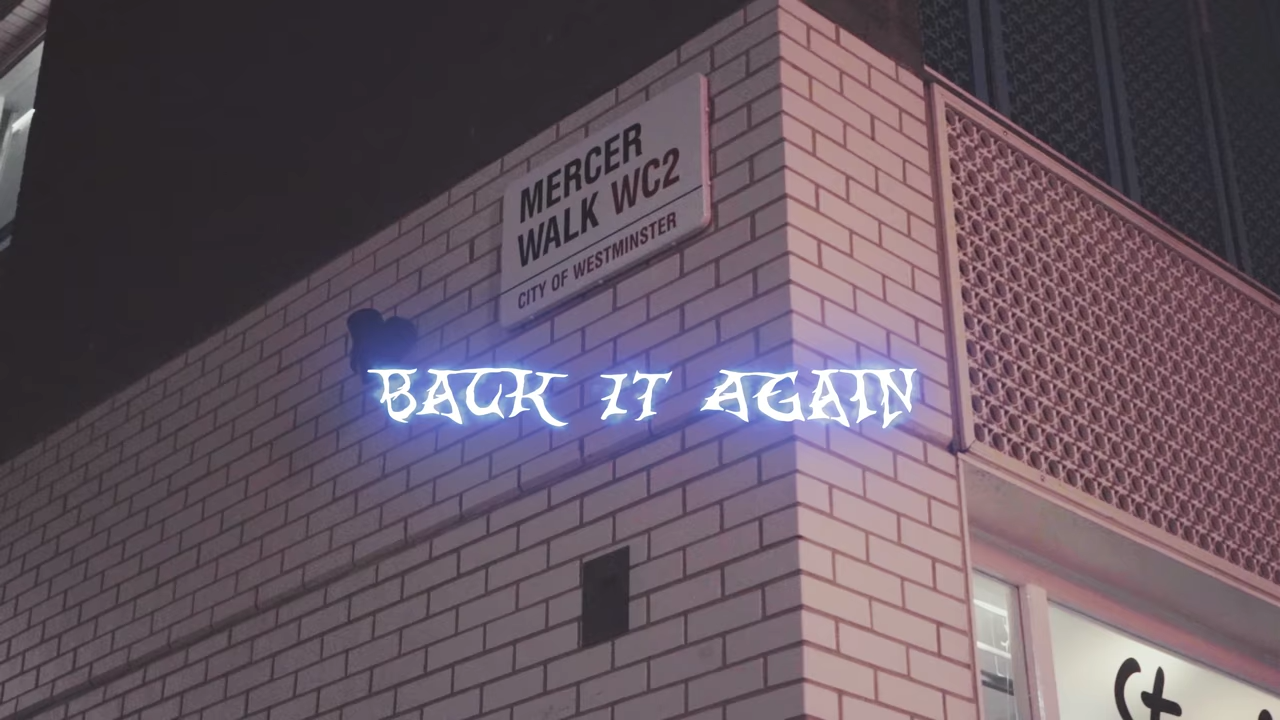 MERCER
WALK WC2
CITY OF WESTMINSTER
BACK IT AGAIN